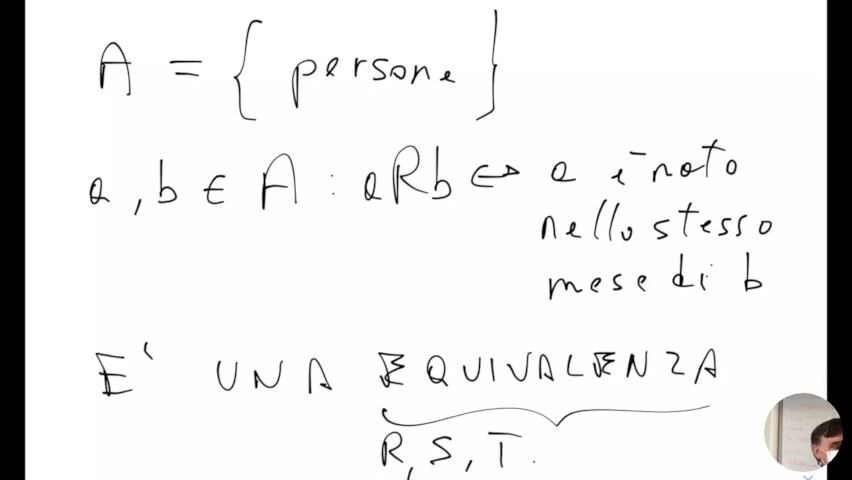 A = { persone }
a, b ∈ A : aRb ⇔ a è nato
nello stesso
mese di b
E' UNA EQUIVALENZA
R, S, T.